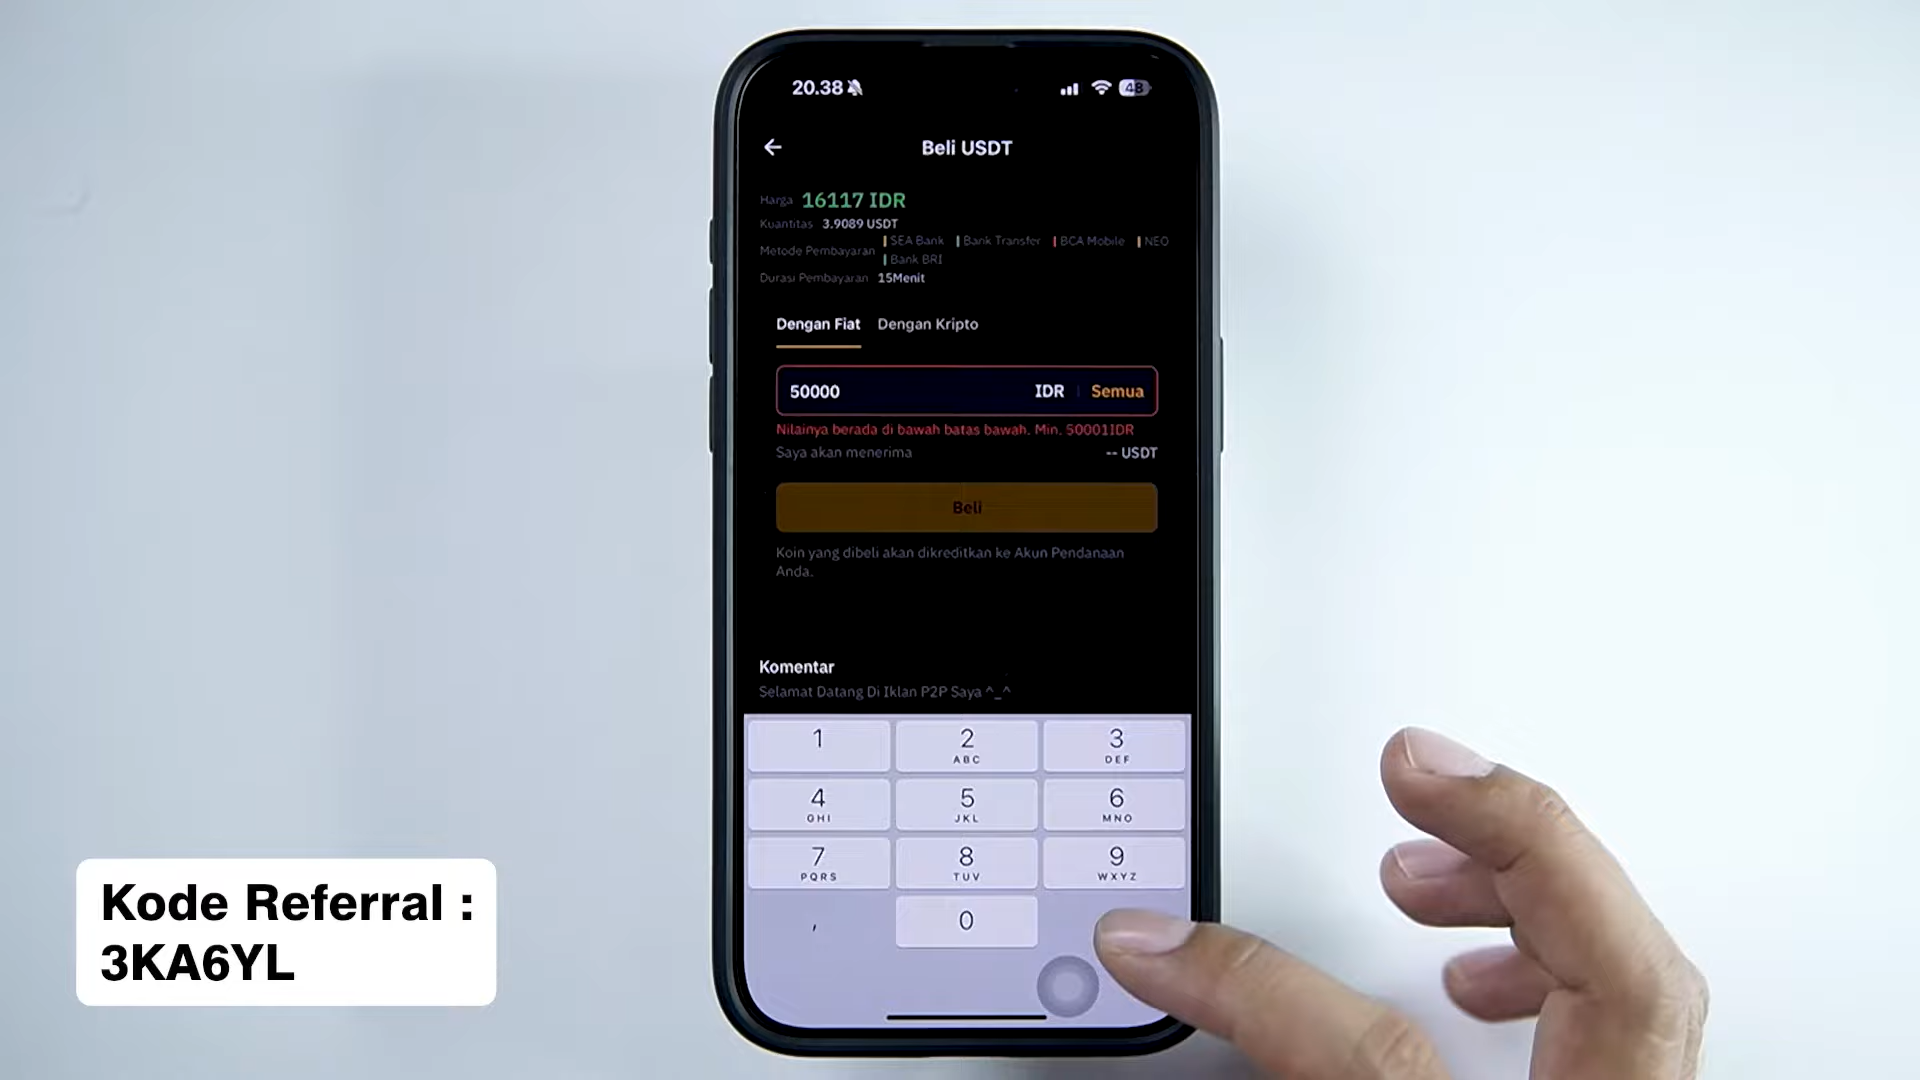 20.38
48
Beli USDT
Harga 16117 IDR
Kuantitas 3.9089 USDT
Metode Pembayaran SEA Bank Bank Transfer BCA Mobile NEO
Bank BRI
Durasi Pembayaran 15Menit
Dengan Fiat Dengan Kripto
50000 IDR Semua
Nilainya berada di bawah batas bawah. Min. 50001IDR
Saya akan menerima -- USDT
Beli
Koin yang dibeli akan dikreditkan ke Akun Pendanaan
Anda.
Komentar
Selamat Datang Di Iklan P2P Saya ^_^
1 2 3
ABC DEF
4 5 6
GHI JKL MNO
7 8 9
PQRS TUV WXYZ
, 0
Kode Referral :
3KA6YL